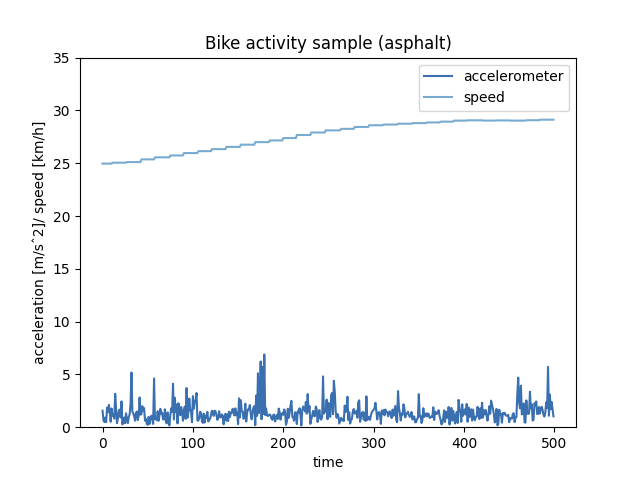 Bike activity sample (asphalt)
accelerometer
speed
35
30
25
20
15
10
5
0
acceleration [m/sˆ2]/ speed [km/h]
0 100 200 300 400 500
time